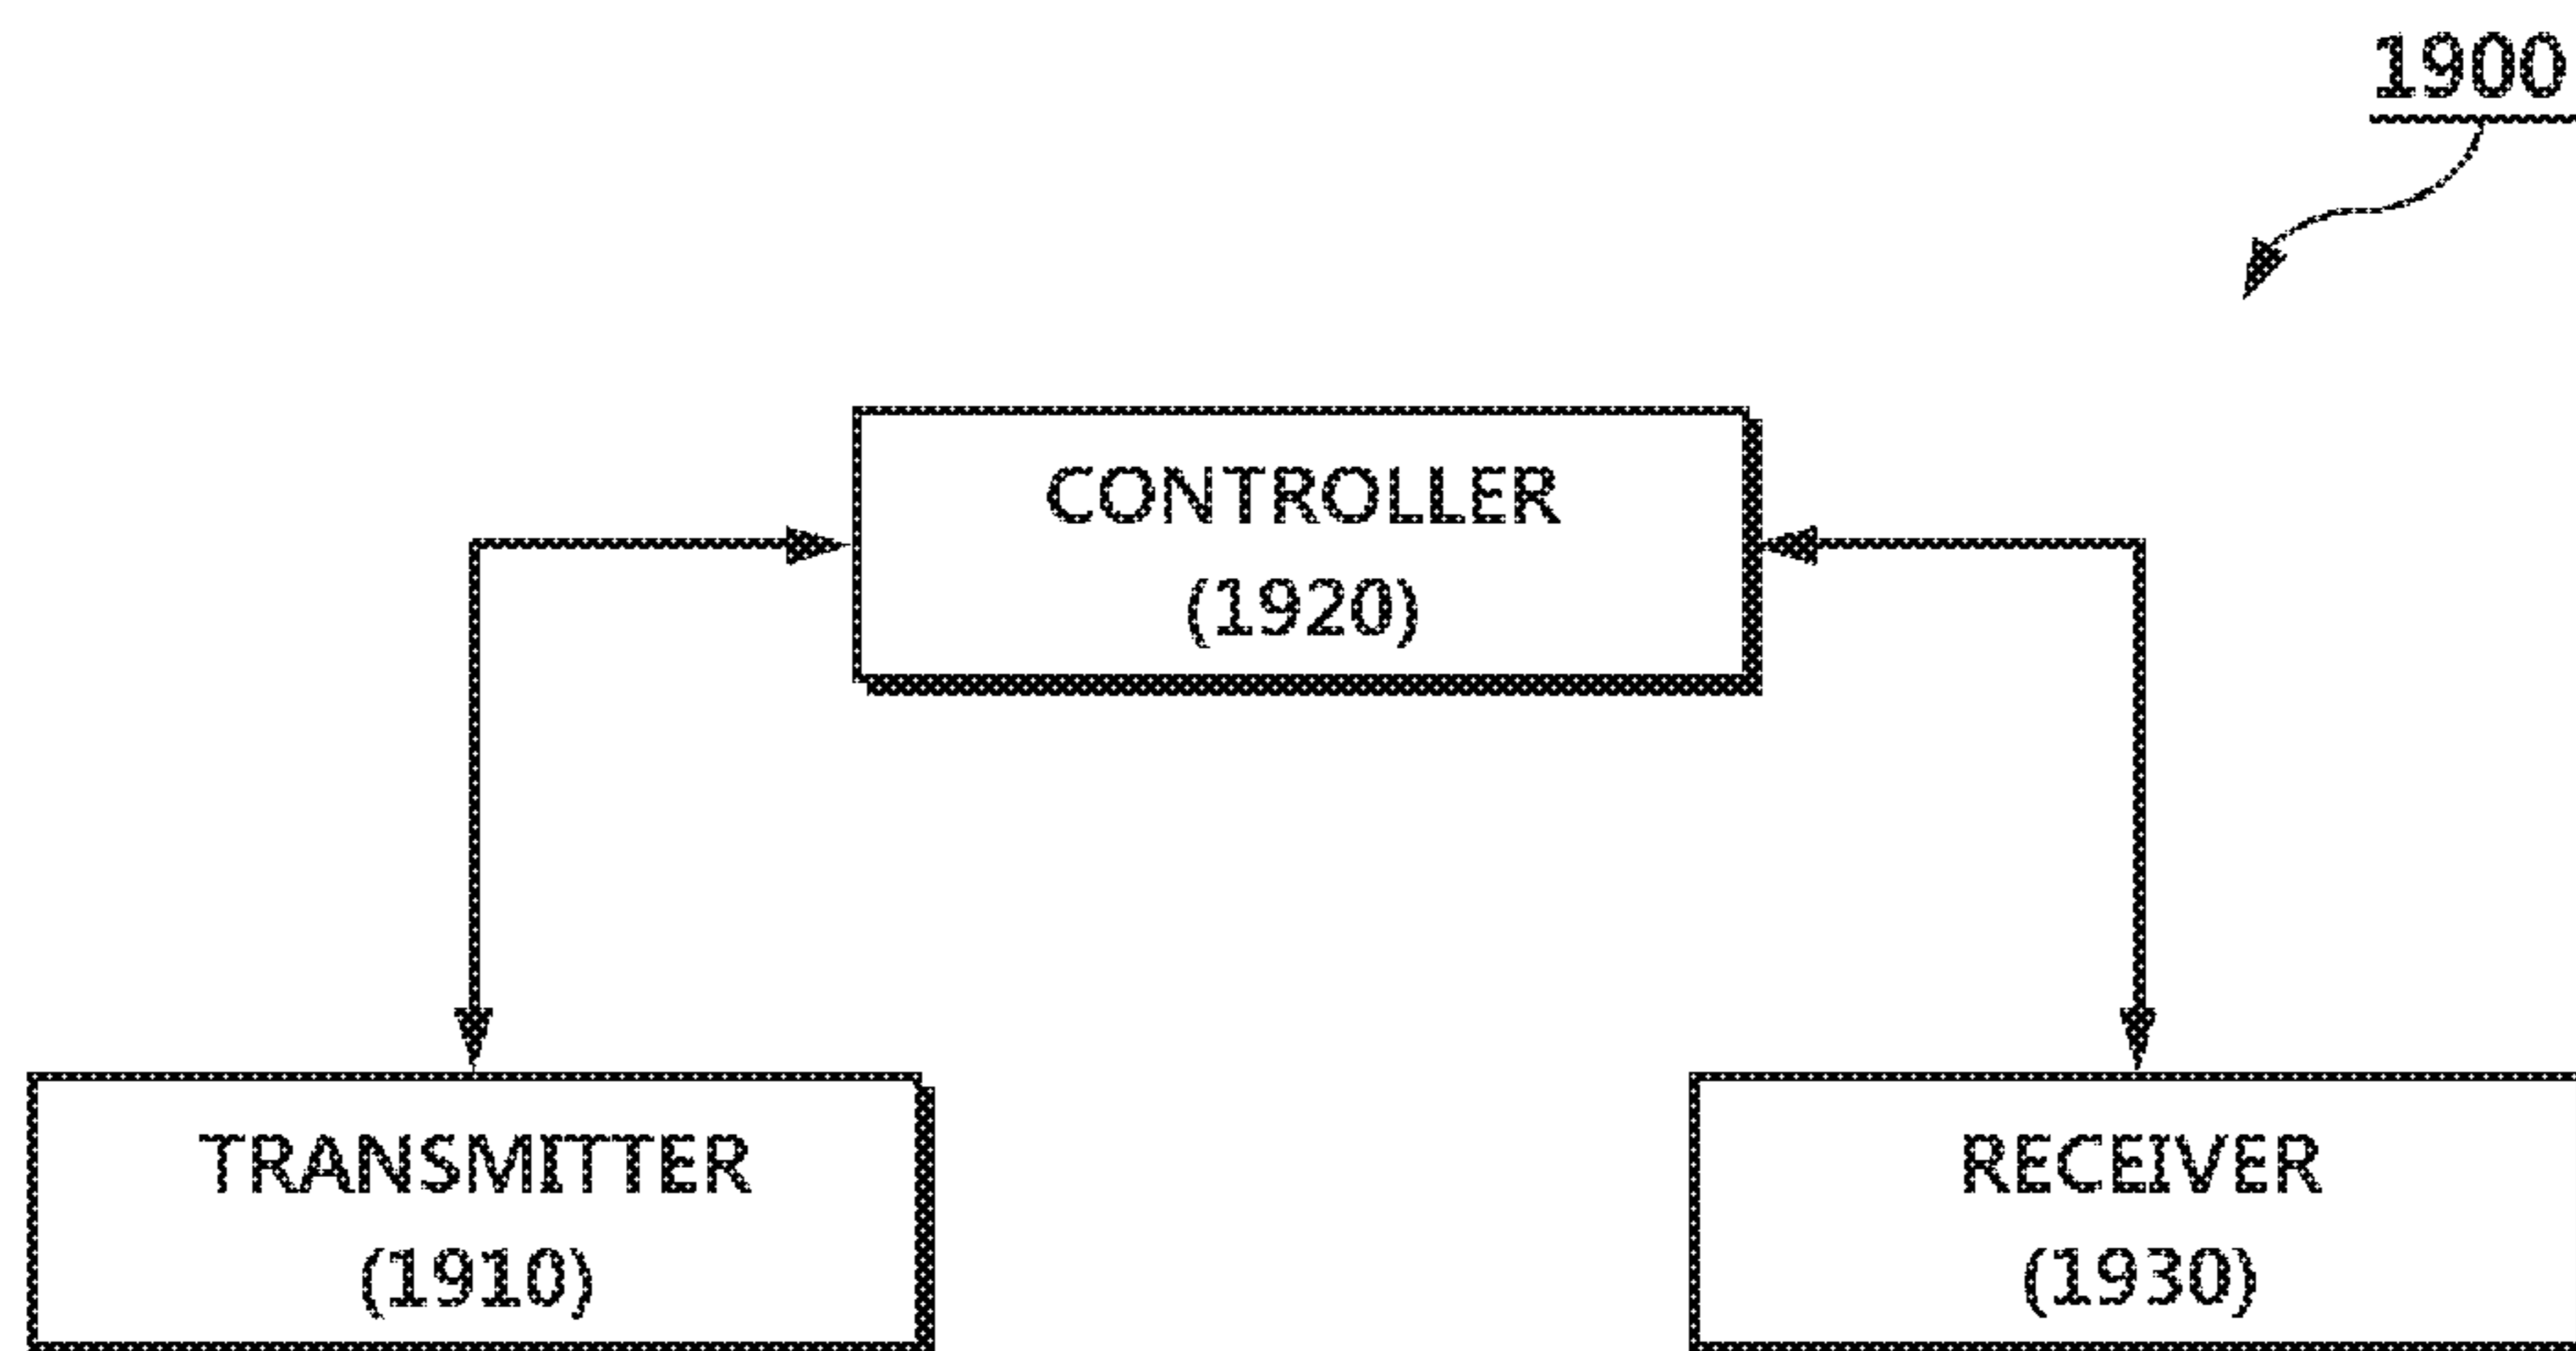 1900
CONTROLLER
(1920)
TRANSMITTER
(1910)
RECEIVER
(1930)